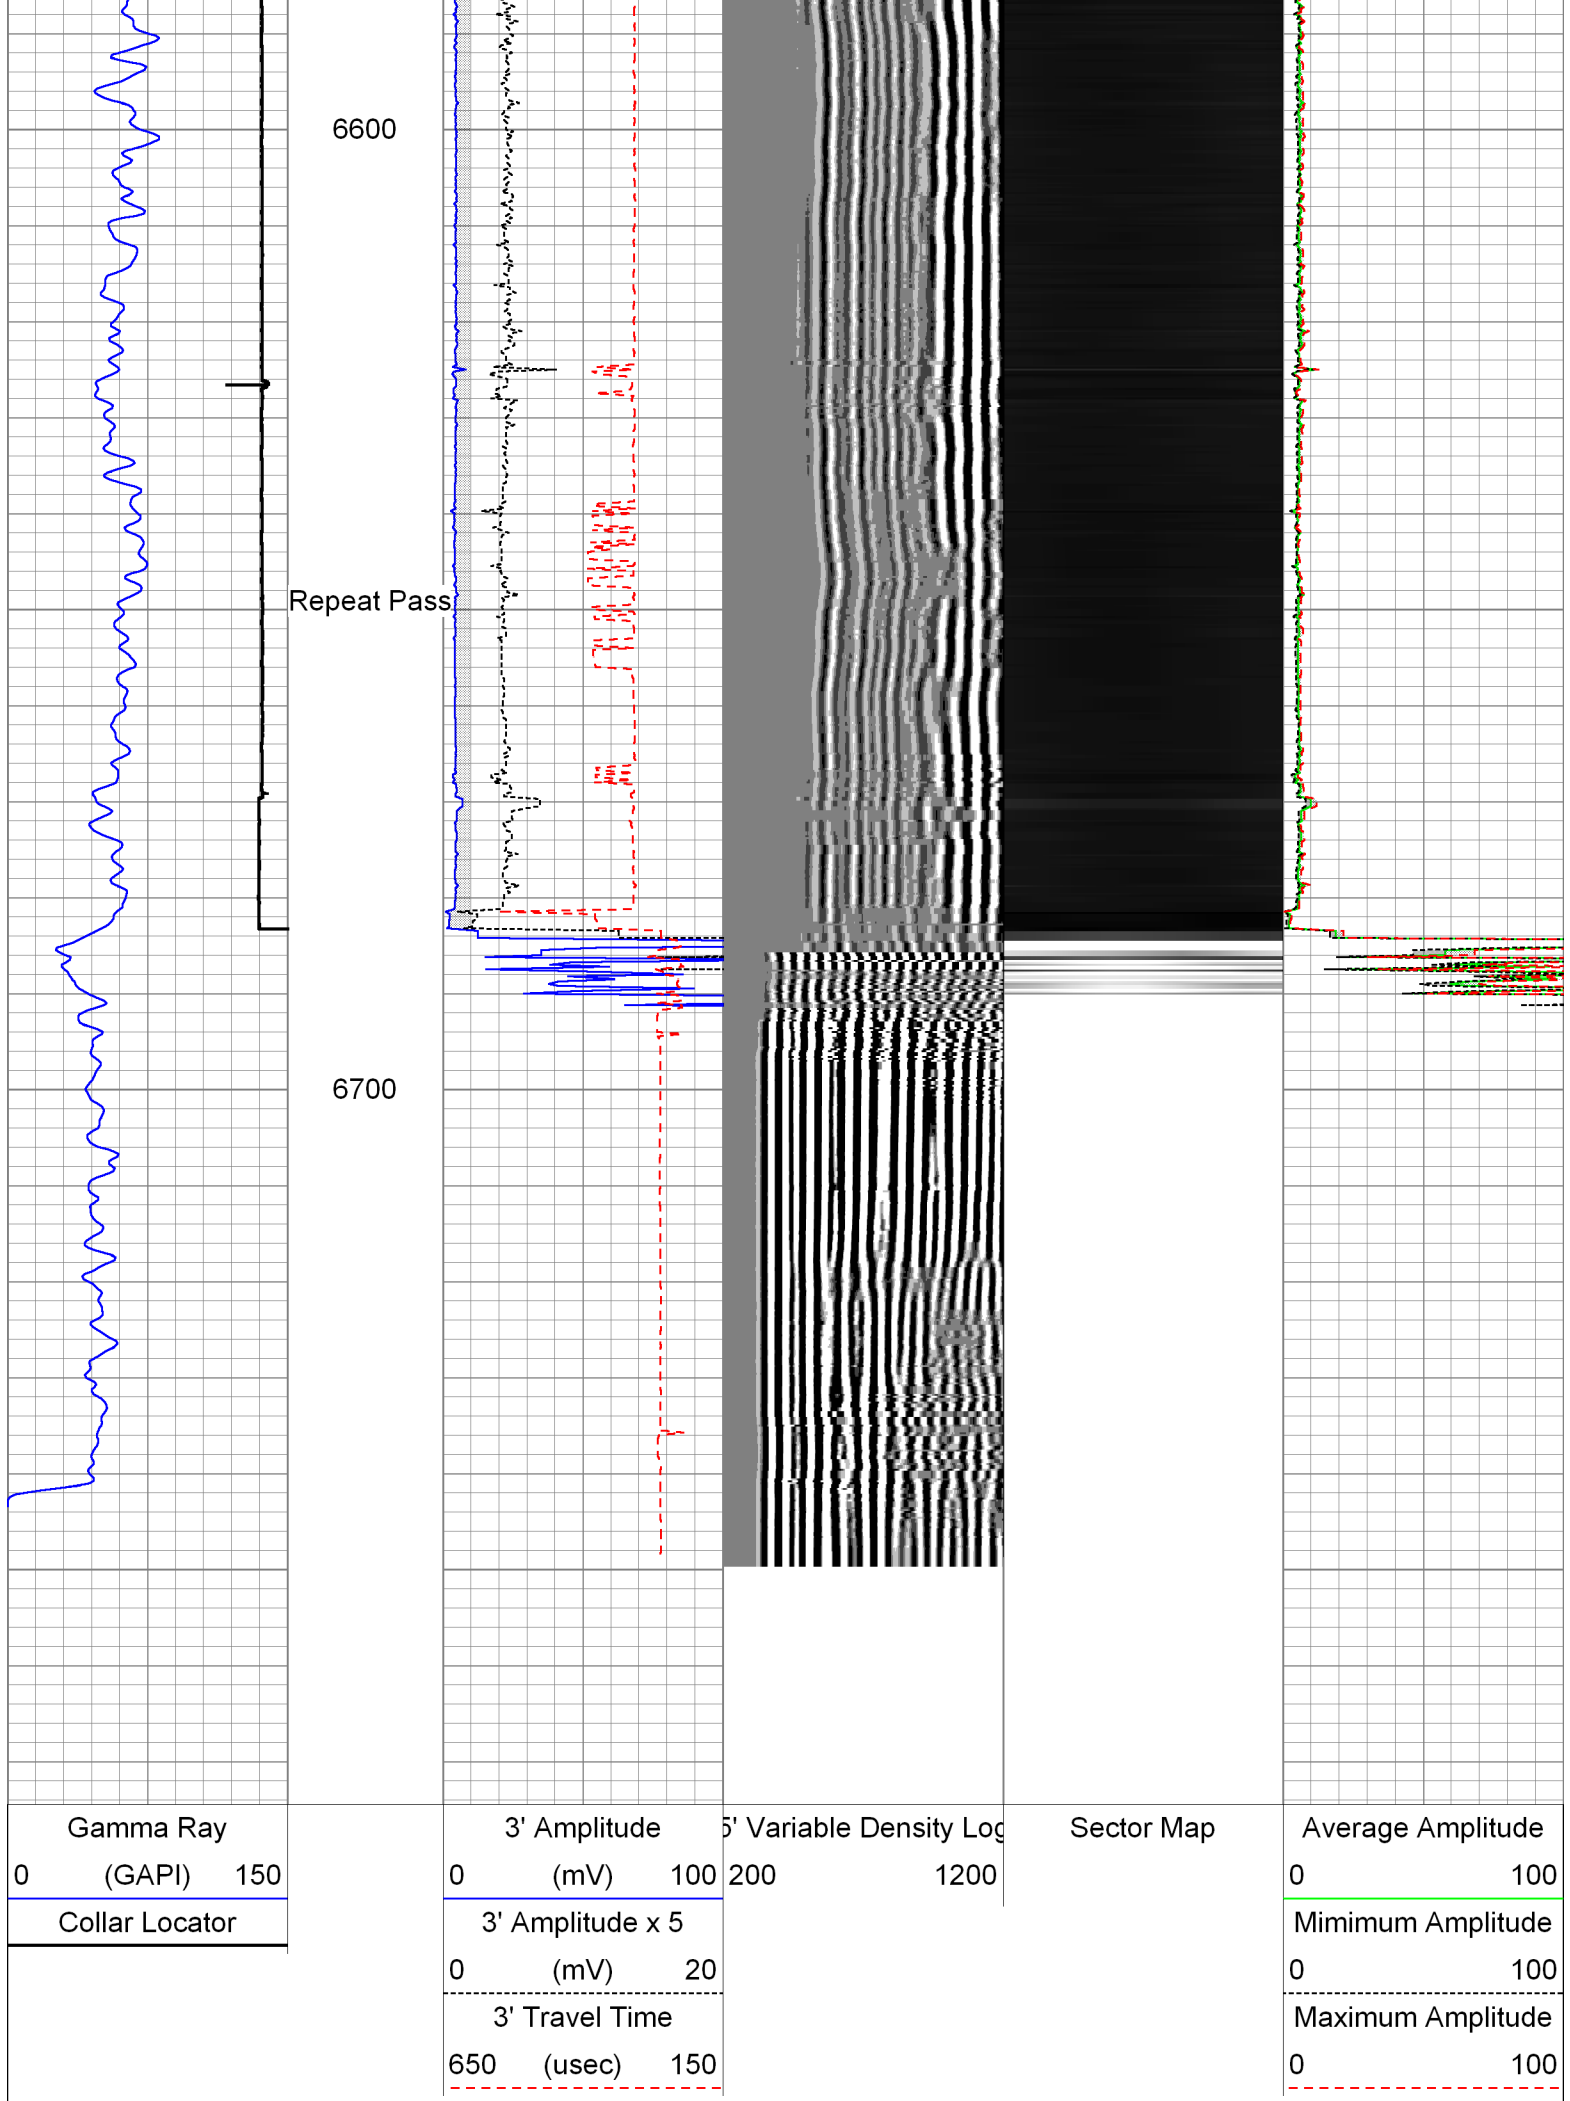 6600
Repeat Pass
6700
Gamma Ray
0 (GAPI) 150
Collar Locator
3' Amplitude
0 (mV) 100
3' Amplitude x 5
0 (mV) 20
3' Travel Time
650 (usec) 150
5' Variable Density Log
200 1200
Sector Map
Average Amplitude
0 100
Mimimum Amplitude
0 100
Maximum Amplitude
0 100